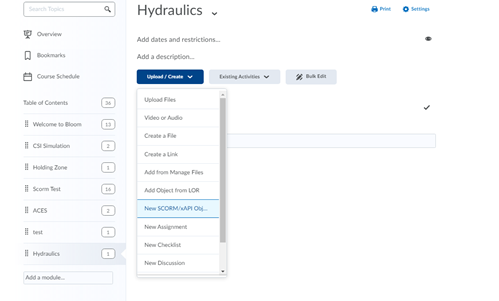 Search Topics
Overview
Bookmarks
Course Schedule
Table of Contents 36
Welcome to Bloom 13
CSI Simulation 2
Holding Zone 1
Scorm Test 16
ACES 2
test 1
Hydraulics 1
Add a module...
Hydraulics
Print
Settings
Add dates and restrictions...
Add a description...
Upload / Create
Existing Activities
Bulk Edit
Upload Files
Video or Audio
Create a File
Create a Link
Add from Manage Files
Add Object from LOR
New SCORM/xAPI Obj...
New Assignment
New Checklist
New Discussion